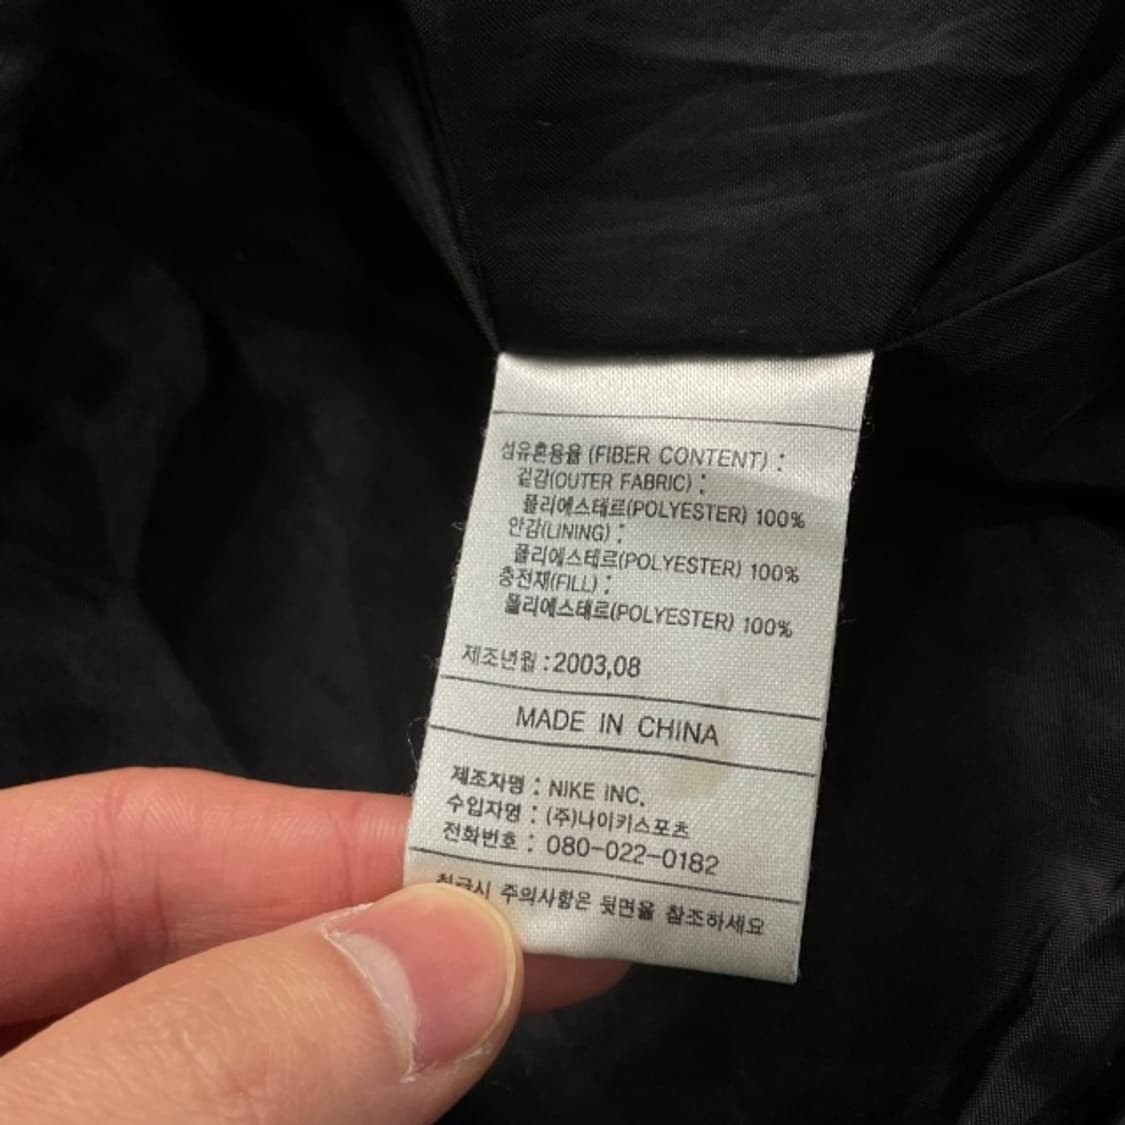 섬유혼용율 (FIBER CONTENT) :
겉감(OUTER FABRIC) :
폴리에스테르(POLYESTER) 100%
안감(LINING) :
폴리에스테르(POLYESTER) 100%
충전재(FILL) :
폴리에스테르(POLYESTER) 100%
제조년월 : 2003,08
MADE IN CHINA
제조자명 : NIKE INC.
수입자명 : (주)나이키스포츠
전화번호 : 080-022-0182
주의사항은 뒷면을 참조하세요